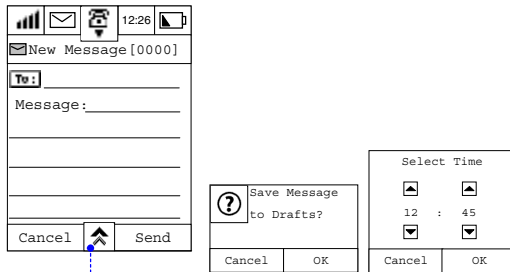 12:26
New Message[0000]
To:
Message:
Cancel Send
Save Message
to Drafts?
Cancel OK
Select Time
12 : 45
Cancel OK